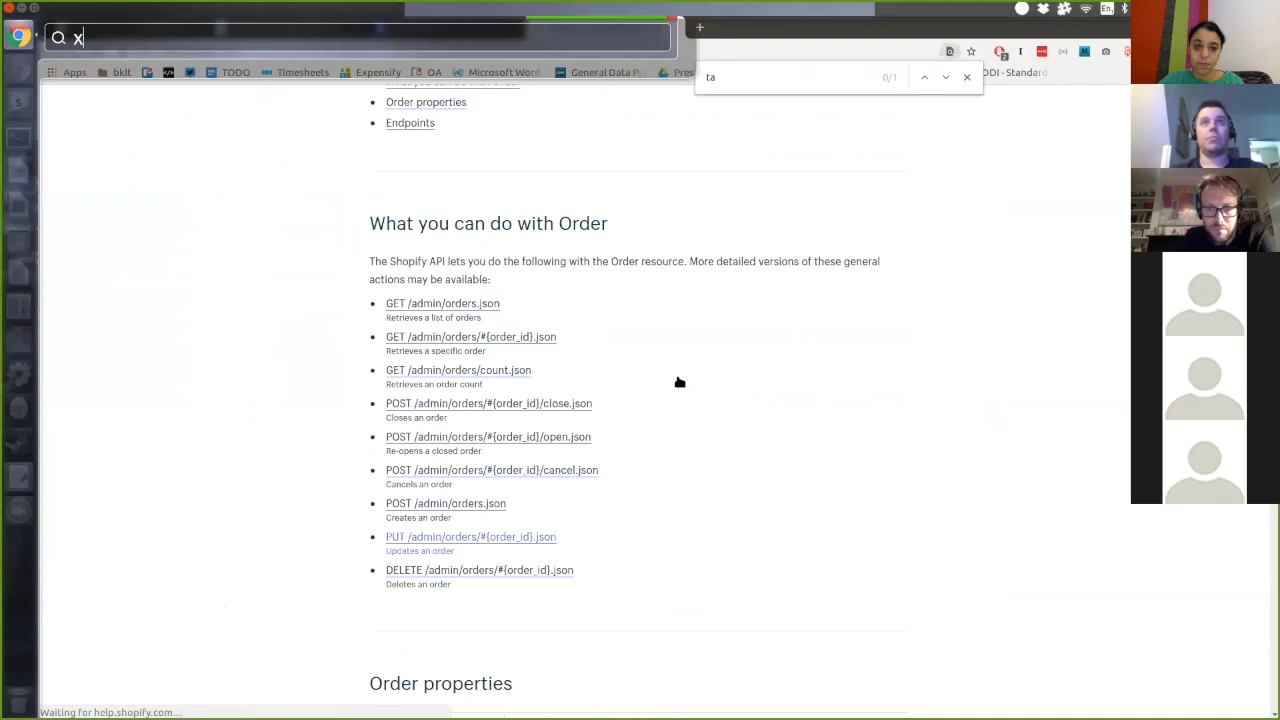 En,
X
ta
0/1
Apps
bklt
TODO
Timesheets
Expensify
OA
Microsoft Word
General Data Pr
Pres
ODI - Standard
Order properties
Endpoints
What you can do with Order
The Shopify API lets you do the following with the Order resource. More detailed versions of these general
actions may be available:
GET /admin/orders.json
Retrieves a list of orders
GET /admin/orders/#{order_id}.json
Retrieves a specific order
GET /admin/orders/count.json
Retrieves an order count
POST /admin/orders/#{order_id}/close.json
Closes an order
POST /admin/orders/#{order_id}/open.json
Re-opens a closed order
POST /admin/orders/#{order_id}/cancel.json
Cancels an order
POST /admin/orders.json
Creates an order
PUT /admin/orders/#{order_id}.json
Updates an order
DELETE /admin/orders/#{order_id}.json
Deletes an order
Order properties
Waiting for help.shopify.com...